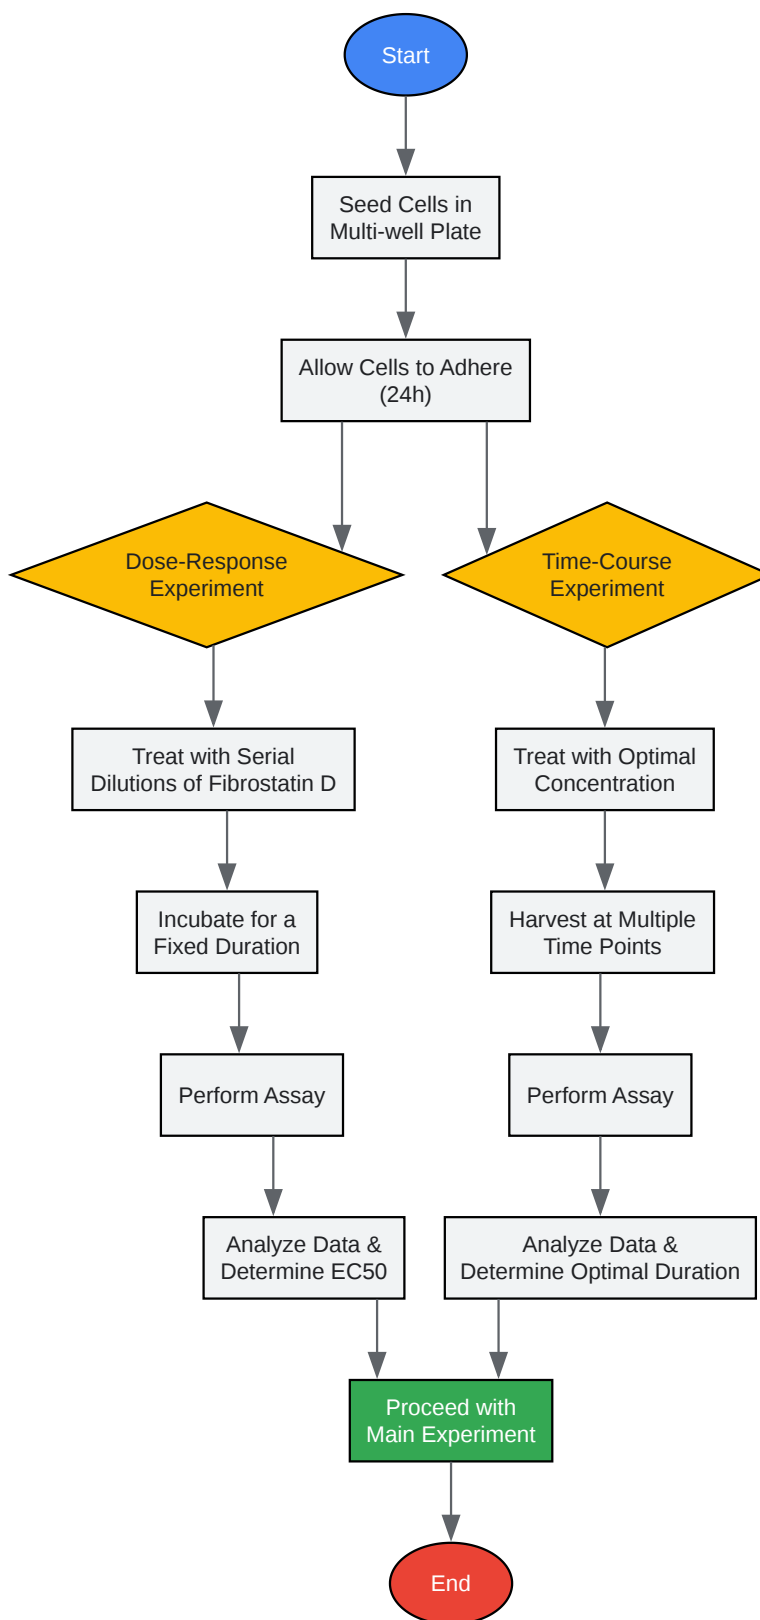 Start
Seed Cells in
Multi-well Plate
Allow Cells to Adhere
(24h)
Dose-Response
Experiment
Time-Course
Experiment
Treat with Serial
Dilutions of Fibrostatin D
Treat with Optimal
Concentration
Incubate for a
Fixed Duration
Harvest at Multiple
Time Points
Perform Assay
Perform Assay
Analyze Data &
Determine EC50
Analyze Data &
Determine Optimal Duration
Proceed with
Main Experiment
End